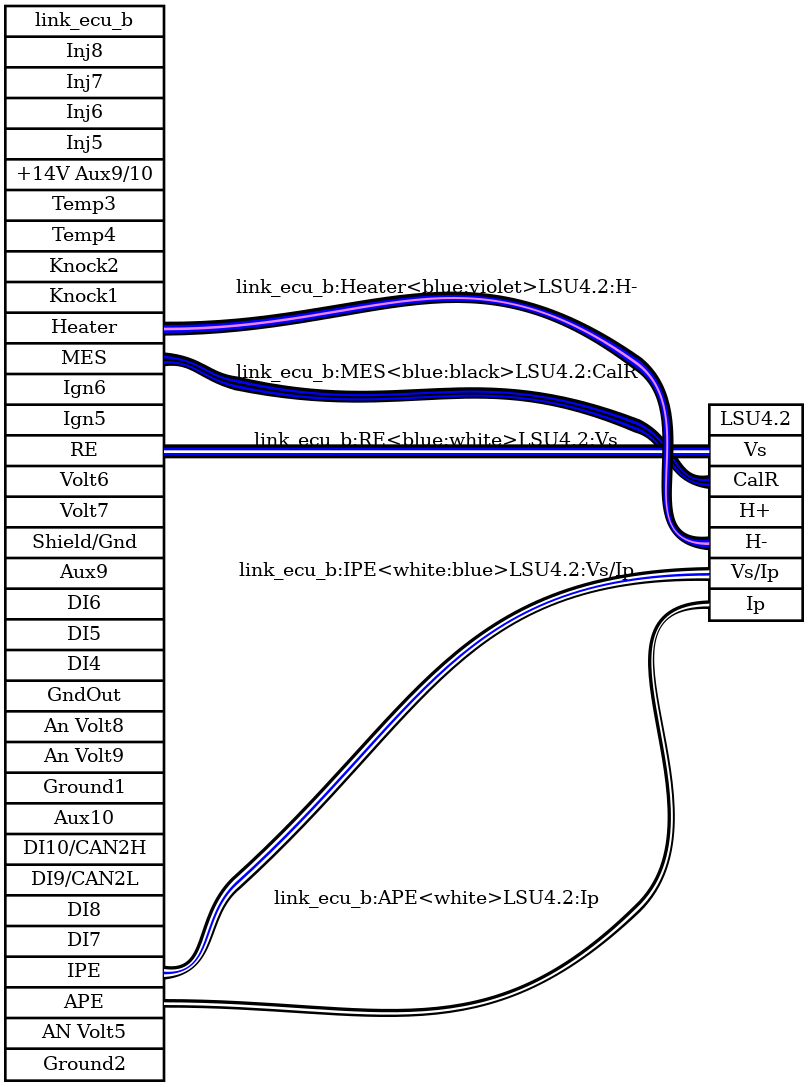 link_ecu_b
Inj8
Inj7
Inj6
Inj5
+14V Aux9/10
Temp3
Temp4
Knock2
Knock1
Heater
MES
Ign6
Ign5
RE
Volt6
Volt7
Shield/Gnd
Aux9
DI6
DI5
DI4
GndOut
An Volt8
An Volt9
Ground1
Aux10
DI10/CAN2H
DI9/CAN2L
DI8
DI7
IPE
APE
AN Volt5
Ground2
link_ecu_b:Heater<blue:violet>LSU4.2:H-
link_ecu_b:MES<blue:black>LSU4.2:CalR
link_ecu_b:RE<blue:white>LSU4.2:Vs
link_ecu_b:IPE<white:blue>LSU4.2:Vs/Ip
link_ecu_b:APE<white>LSU4.2:Ip
LSU4.2
Vs
CalR
H+
H-
Vs/Ip
Ip